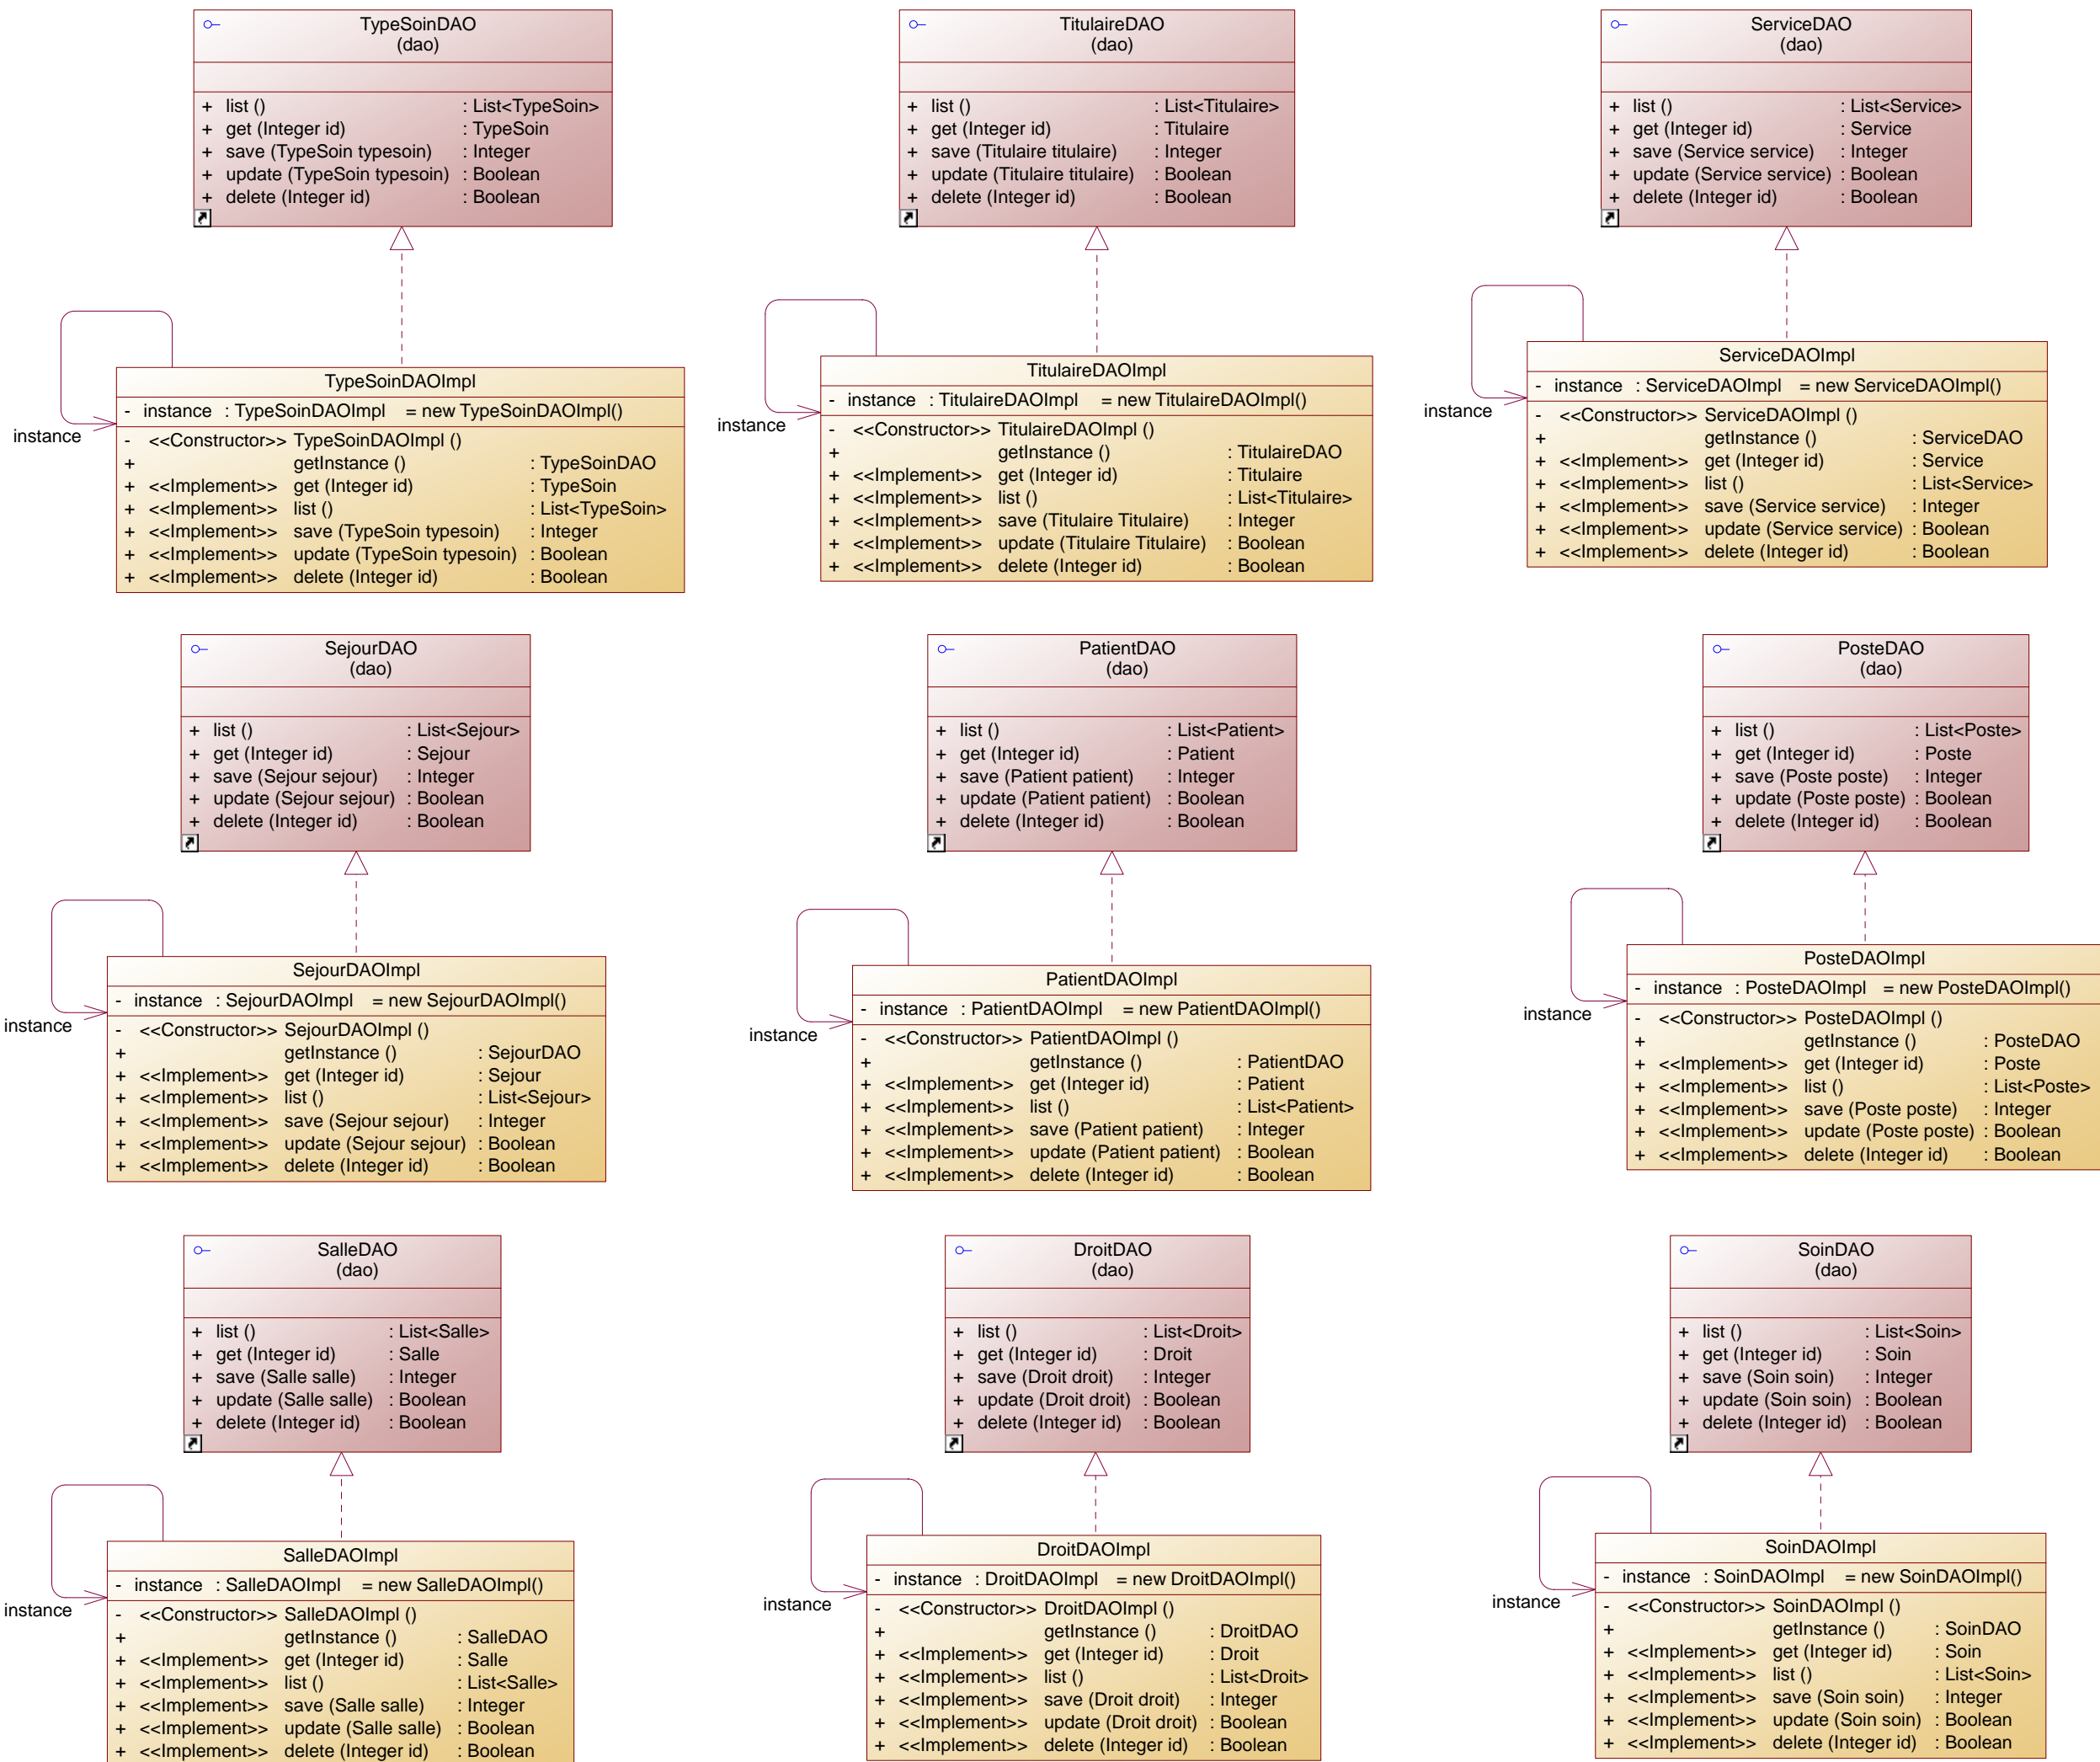 TypeSoinDAO
(dao)
+ list () : List<TypeSoin>
+ get (Integer id) : TypeSoin
+ save (TypeSoin typesoin) : Integer
+ update (TypeSoin typesoin) : Boolean
+ delete (Integer id) : Boolean
TypeSoinDAOImpl
- instance : TypeSoinDAOImpl = new TypeSoinDAOImpl()
- <<Constructor>> TypeSoinDAOImpl ()
+ getInstance () : TypeSoinDAO
+ <<Implement>> get (Integer id) : TypeSoin
+ <<Implement>> list () : List<TypeSoin>
+ <<Implement>> save (TypeSoin typesoin) : Integer
+ <<Implement>> update (TypeSoin typesoin) : Boolean
+ <<Implement>> delete (Integer id) : Boolean
instance
TitulaireDAO
(dao)
+ list () : List<Titulaire>
+ get (Integer id) : Titulaire
+ save (Titulaire titulaire) : Integer
+ update (Titulaire titulaire) : Boolean
+ delete (Integer id) : Boolean
TitulaireDAOImpl
- instance : TitulaireDAOImpl = new TitulaireDAOImpl()
- <<Constructor>> TitulaireDAOImpl ()
+ getInstance () : TitulaireDAO
+ <<Implement>> get (Integer id) : Titulaire
+ <<Implement>> list () : List<Titulaire>
+ <<Implement>> save (Titulaire Titulaire) : Integer
+ <<Implement>> update (Titulaire Titulaire) : Boolean
+ <<Implement>> delete (Integer id) : Boolean
instance
ServiceDAO
(dao)
+ list () : List<Service>
+ get (Integer id) : Service
+ save (Service service) : Integer
+ update (Service service) : Boolean
+ delete (Integer id) : Boolean
ServiceDAOImpl
- instance : ServiceDAOImpl = new ServiceDAOImpl()
- <<Constructor>> ServiceDAOImpl ()
+ getInstance () : ServiceDAO
+ <<Implement>> get (Integer id) : Service
+ <<Implement>> list () : List<Service>
+ <<Implement>> save (Service service) : Integer
+ <<Implement>> update (Service service) : Boolean
+ <<Implement>> delete (Integer id) : Boolean
instance
SejourDAO
(dao)
+ list () : List<Sejour>
+ get (Integer id) : Sejour
+ save (Sejour sejour) : Integer
+ update (Sejour sejour) : Boolean
+ delete (Integer id) : Boolean
SejourDAOImpl
- instance : SejourDAOImpl = new SejourDAOImpl()
- <<Constructor>> SejourDAOImpl ()
+ getInstance () : SejourDAO
+ <<Implement>> get (Integer id) : Sejour
+ <<Implement>> list () : List<Sejour>
+ <<Implement>> save (Sejour sejour) : Integer
+ <<Implement>> update (Sejour sejour) : Boolean
+ <<Implement>> delete (Integer id) : Boolean
instance
PatientDAO
(dao)
+ list () : List<Patient>
+ get (Integer id) : Patient
+ save (Patient patient) : Integer
+ update (Patient patient) : Boolean
+ delete (Integer id) : Boolean
PatientDAOImpl
- instance : PatientDAOImpl = new PatientDAOImpl()
- <<Constructor>> PatientDAOImpl ()
+ getInstance () : PatientDAO
+ <<Implement>> get (Integer id) : Patient
+ <<Implement>> list () : List<Patient>
+ <<Implement>> save (Patient patient) : Integer
+ <<Implement>> update (Patient patient) : Boolean
+ <<Implement>> delete (Integer id) : Boolean
instance
PosteDAO
(dao)
+ list () : List<Poste>
+ get (Integer id) : Poste
+ save (Poste poste) : Integer
+ update (Poste poste) : Boolean
+ delete (Integer id) : Boolean
PosteDAOImpl
- instance : PosteDAOImpl = new PosteDAOImpl()
- <<Constructor>> PosteDAOImpl ()
+ getInstance () : PosteDAO
+ <<Implement>> get (Integer id) : Poste
+ <<Implement>> list () : List<Poste>
+ <<Implement>> save (Poste poste) : Integer
+ <<Implement>> update (Poste poste) : Boolean
+ <<Implement>> delete (Integer id) : Boolean
instance
SalleDAO
(dao)
+ list () : List<Salle>
+ get (Integer id) : Salle
+ save (Salle salle) : Integer
+ update (Salle salle) : Boolean
+ delete (Integer id) : Boolean
SalleDAOImpl
- instance : SalleDAOImpl = new SalleDAOImpl()
- <<Constructor>> SalleDAOImpl ()
+ getInstance () : SalleDAO
+ <<Implement>> get (Integer id) : Salle
+ <<Implement>> list () : List<Salle>
+ <<Implement>> save (Salle salle) : Integer
+ <<Implement>> update (Salle salle) : Boolean
+ <<Implement>> delete (Integer id) : Boolean
instance
DroitDAO
(dao)
+ list () : List<Droit>
+ get (Integer id) : Droit
+ save (Droit droit) : Integer
+ update (Droit droit) : Boolean
+ delete (Integer id) : Boolean
DroitDAOImpl
- instance : DroitDAOImpl = new DroitDAOImpl()
- <<Constructor>> DroitDAOImpl ()
+ getInstance () : DroitDAO
+ <<Implement>> get (Integer id) : Droit
+ <<Implement>> list () : List<Droit>
+ <<Implement>> save (Droit droit) : Integer
+ <<Implement>> update (Droit droit) : Boolean
+ <<Implement>> delete (Integer id) : Boolean
instance
SoinDAO
(dao)
+ list () : List<Soin>
+ get (Integer id) : Soin
+ save (Soin soin) : Integer
+ update (Soin soin) : Boolean
+ delete (Integer id) : Boolean
SoinDAOImpl
- instance : SoinDAOImpl = new SoinDAOImpl()
- <<Constructor>> SoinDAOImpl ()
+ getInstance () : SoinDAO
+ <<Implement>> get (Integer id) : Soin
+ <<Implement>> list () : List<Soin>
+ <<Implement>> save (Soin soin) : Integer
+ <<Implement>> update (Soin soin) : Boolean
+ <<Implement>> delete (Integer id) : Boolean
instance